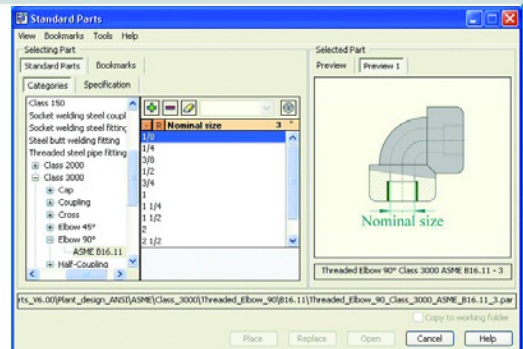 Standard Parts
View Bookmarks Tools Help
Selecting Part
Standard Parts Bookmarks
Categories Specification
Class 150
Socket welding steel coupl
Socket welding steel fitting
Steel butt welding fitting
Threaded steel pipe fitting
Class 2000
Class 3000
Cap
Coupling
Cross
Elbow 45°
Elbow 90°
ASME B16.11
Half-Coupling
- R Nominal size 3 "
1/8
1/4
3/8
1/2
3/4
1
1 1/4
1 1/2
2
2 1/2
Selected Part
Preview Preview 1
Nominal size
Threaded Elbow 90° Class 3000 ASME B16.11 - 3
rts_V6.00\Plant_design_ANSI\ASME\Class_3000\Threaded_Elbow_90\B16.11\Threaded_Elbow_90_Class_3000_ASME_B16.11_3.par
Copy to working folder
Place Replace Open Cancel Help